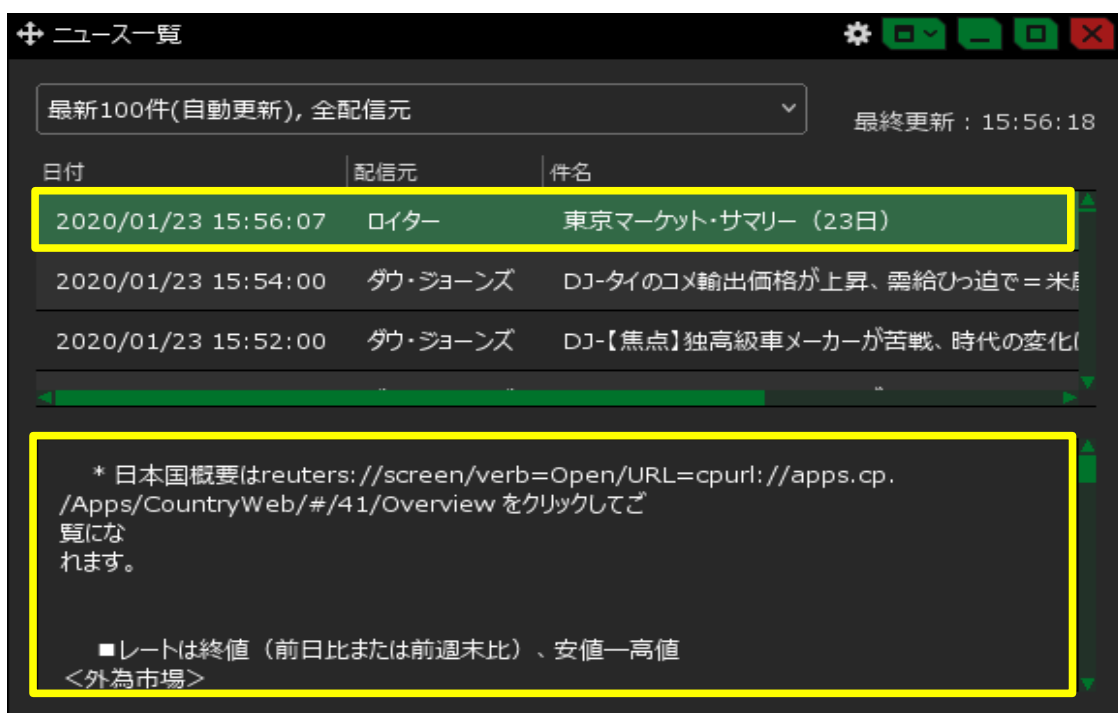 ニュース一覧
最新100件(自動更新), 全配信元
最終更新：15:56:18
日付 配信元 件名
2020/01/23 15:56:07 ロイター 東京マーケット・サマリー（23日）
2020/01/23 15:54:00 ダウ・ジョーンズ DJ-タイのコメ輸出価格が上昇、需給ひっ迫で＝米
2020/01/23 15:52:00 ダウ・ジョーンズ DJ-【焦点】独高級車メーカーが苦戦、時代の変化
* 日本国概要はreuters://screen/verb=Open/URL=cpurl://apps.cp.
/Apps/CountryWeb/#/41/Overview をクリックしてご
覧にな
れます。
■レートは終値（前日比または前週末比）、安値―高値
＜外為市場＞